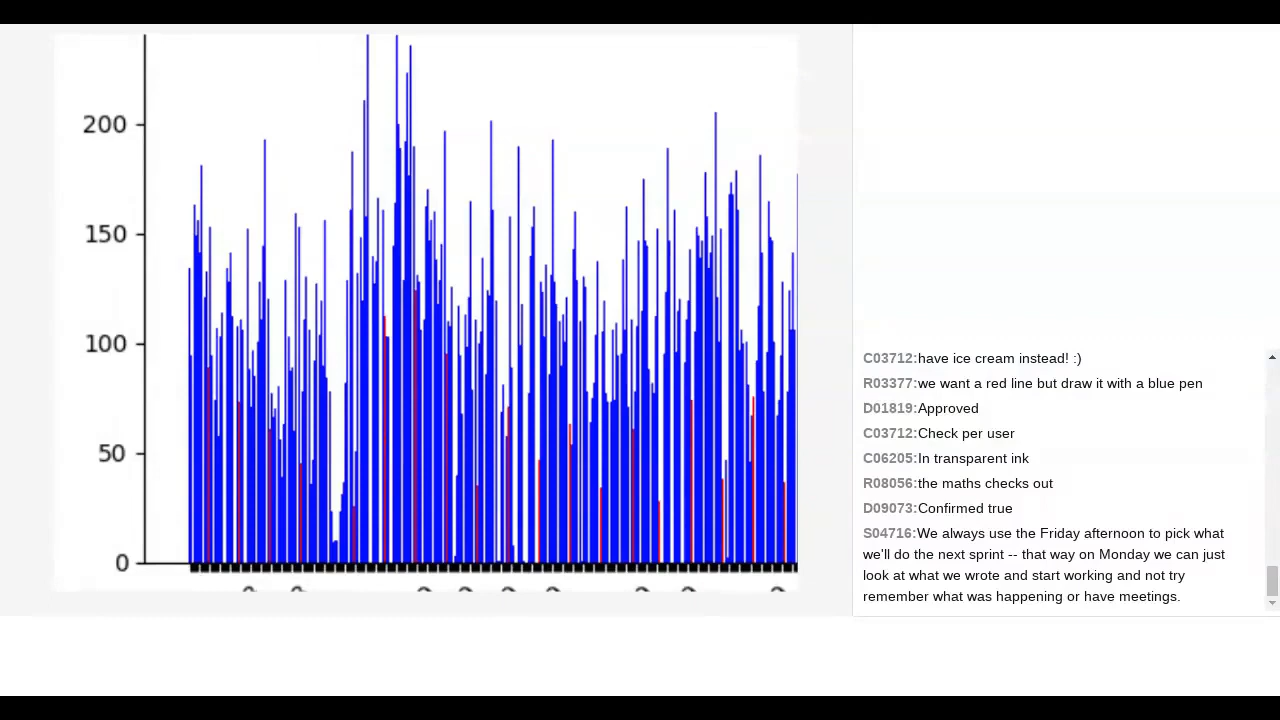 200
150
100
50
0
C03712:have ice cream instead! :)
R03377:we want a red line but draw it with a blue pen
D01819:Approved
C03712:Check per user
C06205:In transparent ink
R08056:the maths checks out
D09073:Confirmed true
S04716:We always use the Friday afternoon to pick what
we'll do the next sprint -- that way on Monday we can just
look at what we wrote and start working and not try
remember what was happening or have meetings.